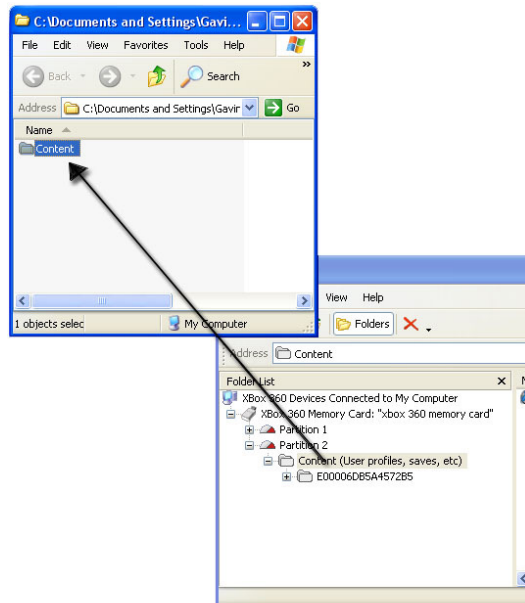 C:\Documents and Settings\Gavi...
File Edit View Favorites Tools Help
Back Search »
Address C:\Documents and Settings\Gavir Go
Name
Content
1 objects selec My Computer
View Help
Folders
Address Content
Folder List x
XBox 360 Devices Connected to My Computer
XBox 360 Memory Card: "xbox 360 memory card"
Partition 1
Partition 2
Content (User profiles, saves, etc)
E00006DB5A4572B5